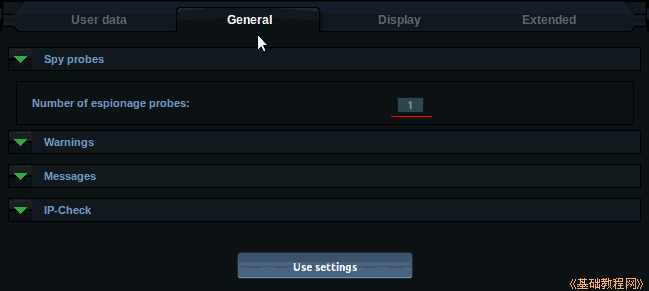 User data General Display Extended
Spy probes
Number of espionage probes: 1
Warnings
Messages
IP-Check
Use settings
《基础教程网》